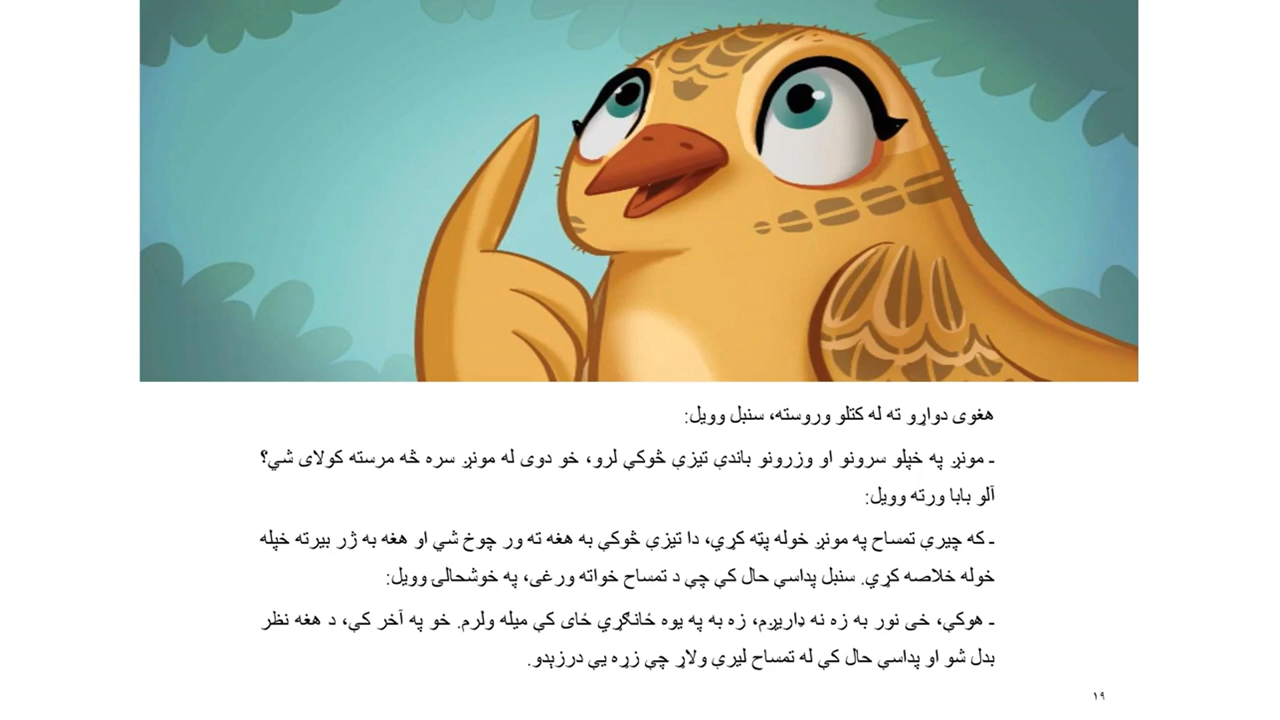 هغوی دواړو ته له کتلو وروسته، سنبل وویل:
ـ مونږ په خپلو سرونو او وزرونو باندې تیزې څوکې لرو، خو دوی له مونږ سره څه مرسته کولای شي؟
آلو بابا ورته وویل:
ـ که چیرې تمساح په مونږ خوله پټه کړي، دا تیزې څوکې به هغه ته ور چوخ شي او هغه به ژر بیرته خپله
خوله خلاصه کړي. سنبل پداسې حال کې چې د تمساح خواته ورغی، په خوشحالی وویل:
ـ هوکې، خی نور به زه نه ډاریږم، زه به په یوه ځانګړي ځای کې میله ولرم. خو په آخر کې، د هغه نظر
بدل شو او پداسې حال کې له تمساح لیرې ولاړ چې زړه یې درزېدو.
۱۹